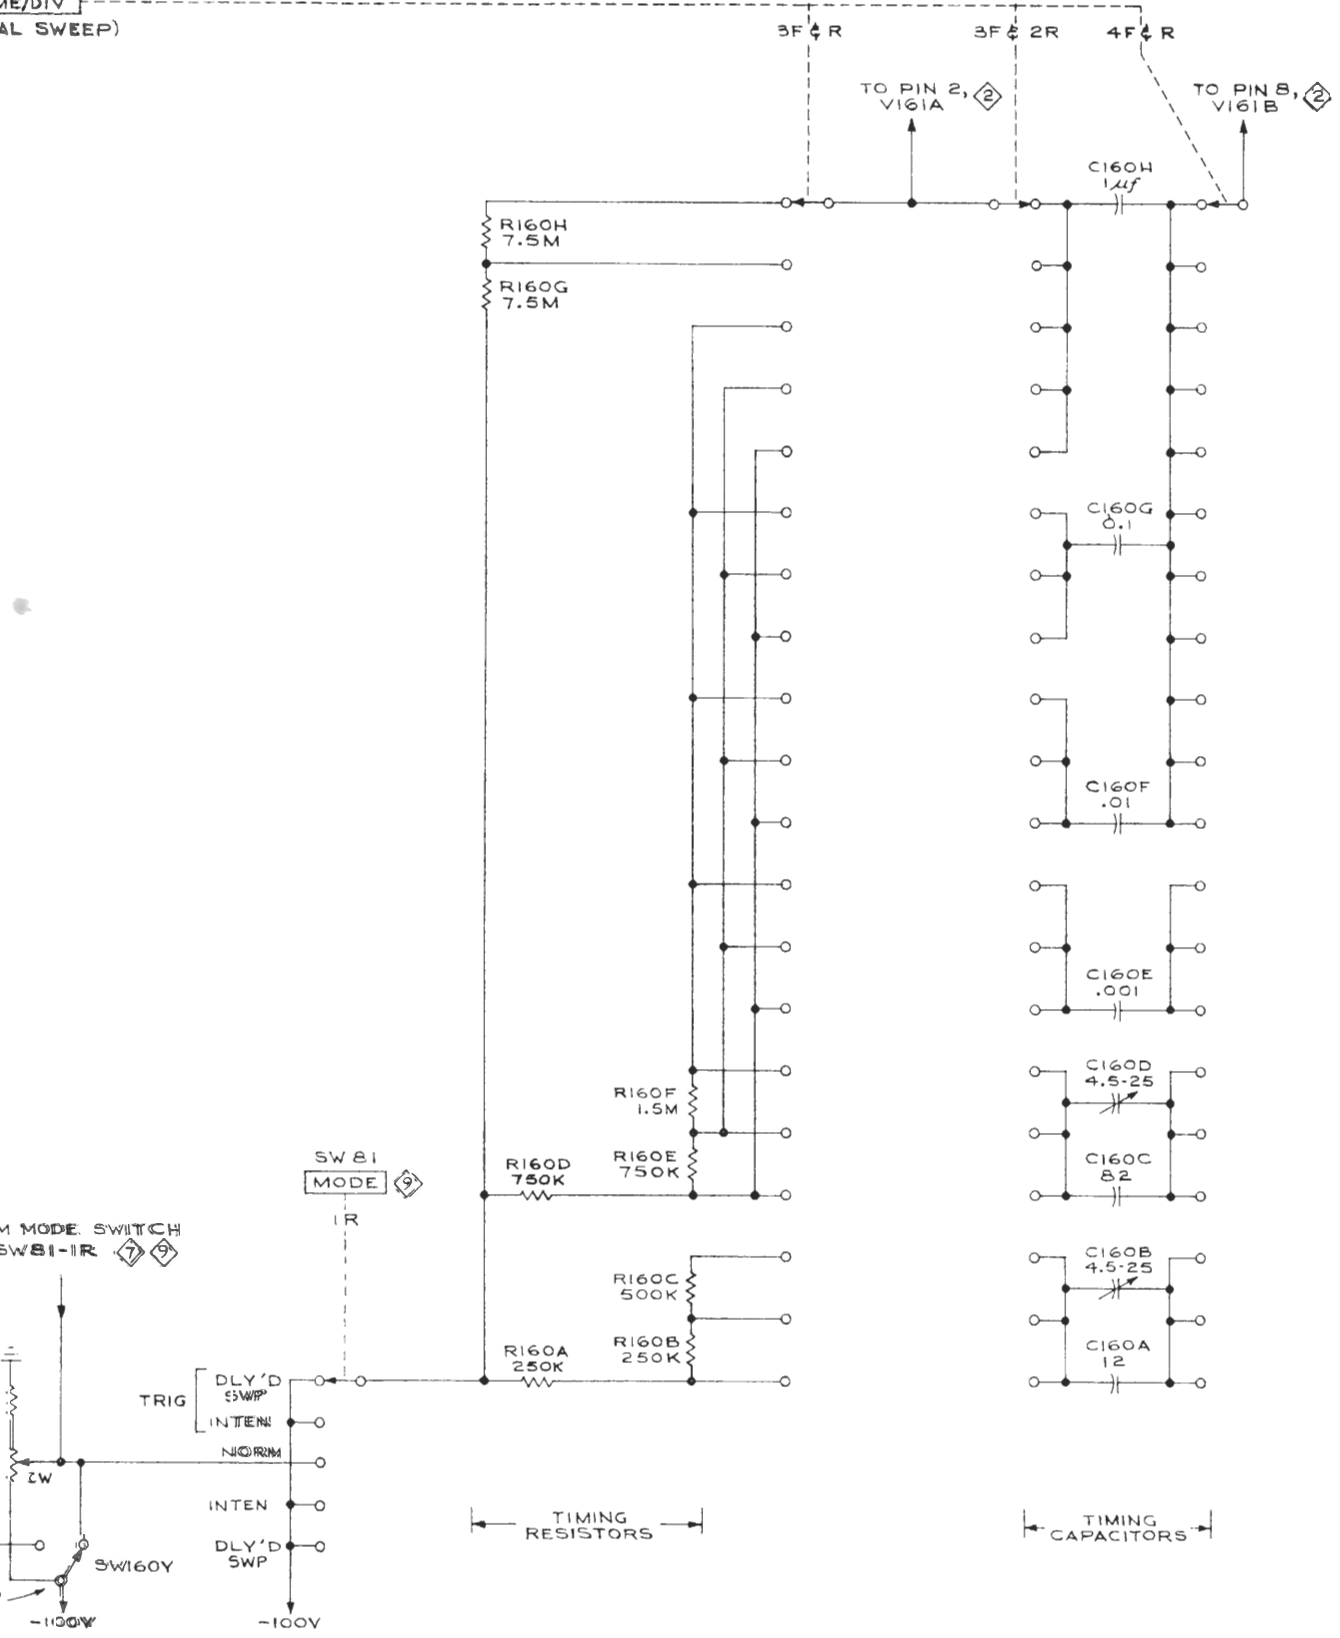 ME/DIV
AL SWEEP)
3F & R
3F & 2R
4F & R
TO PIN 2, 2
V161A
TO PIN 8, 2
V161B
C160H
1µf
R160H
7.5M
R160G
7.5M
C160G
0.1
C160F
.01
C160E
.001
C160D
4.5-25
R160F
1.5M
R160E
750K
C160C
82
SW 81
MODE 9
1R
R160D
750K
M MODE SWITCH
SW81-1R 7 9
C160B
4.5-25
R160C
500K
R160B
250K
C160A
12
R160A
250K
TRIG
DLY'D
SWP
INTEN
NORM
2W
INTEN
DLY'D
SWP
SW160Y
-100V
-100V
TIMING
RESISTORS
TIMING
CAPACITORS